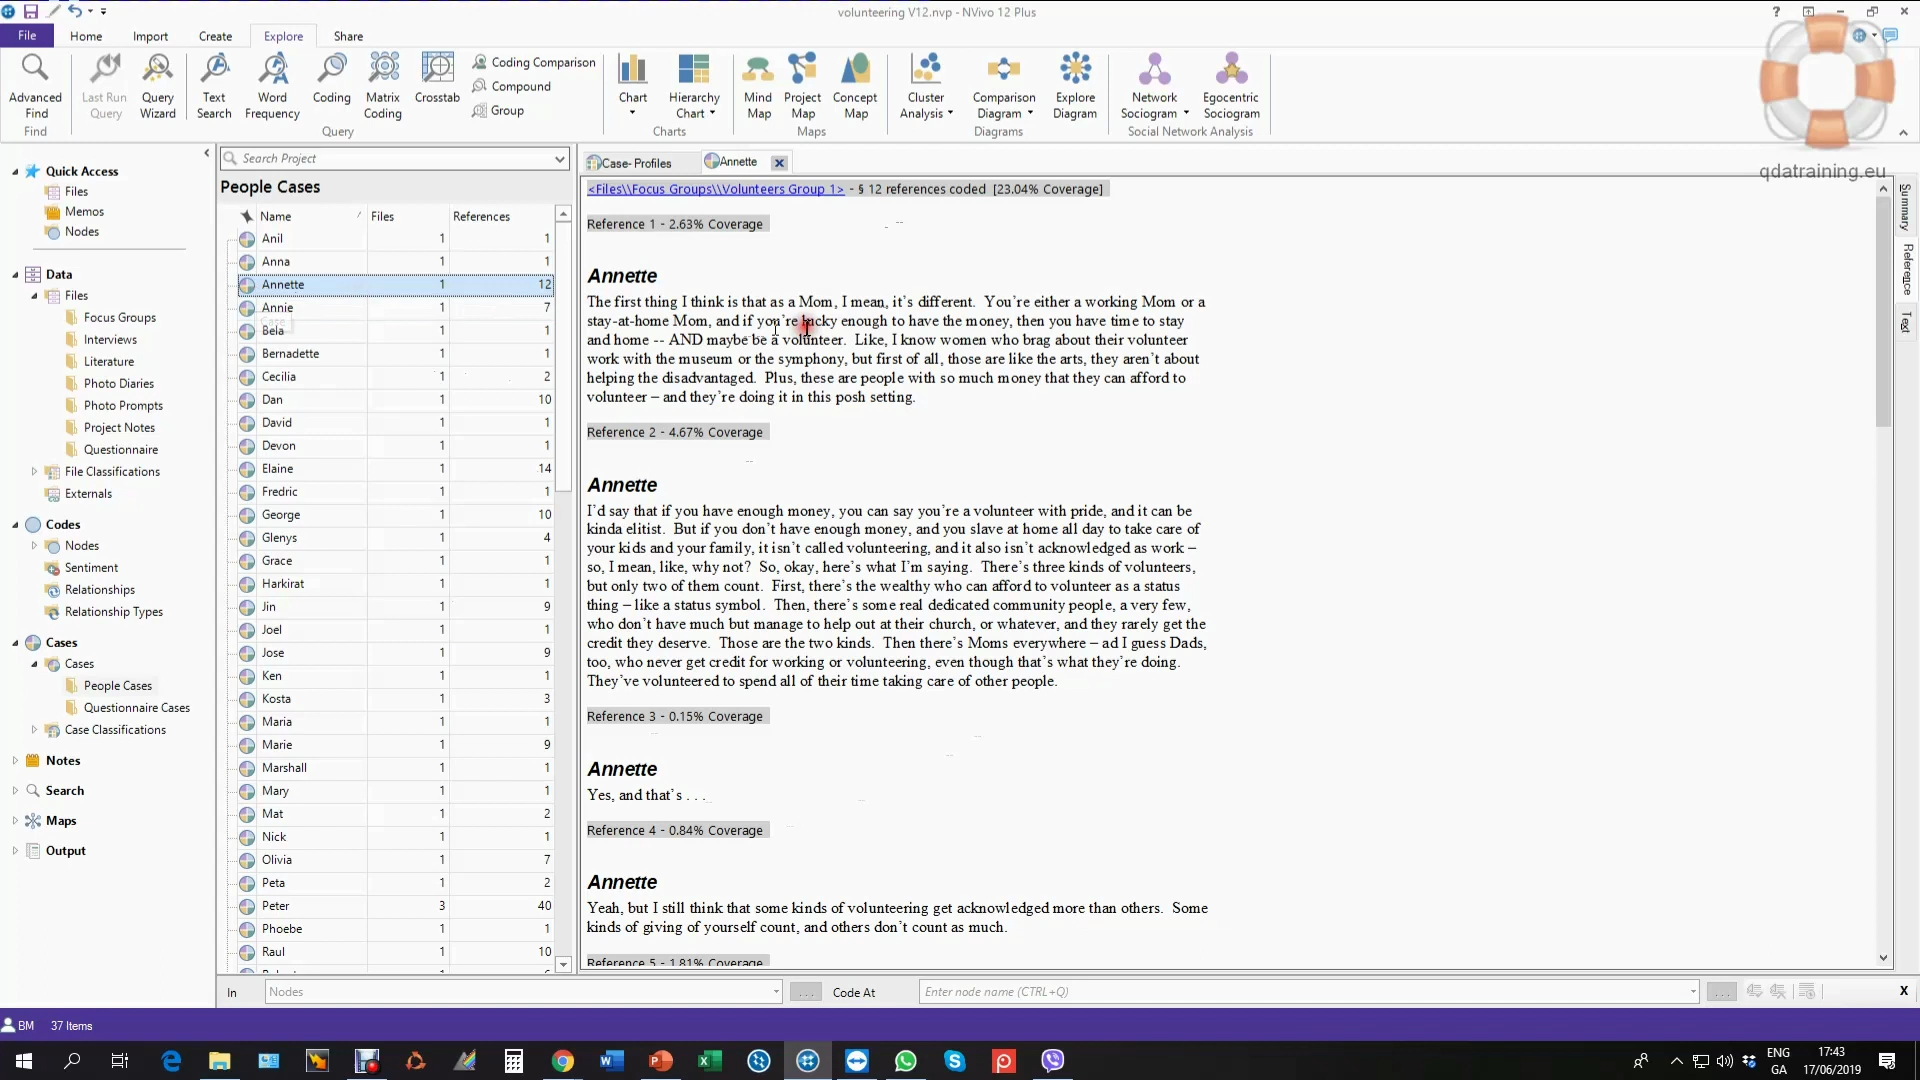 volunteering V12.nvp - NVivo 12 Plus
File
Home
Import
Create
Explore
Share
Advanced Find
Last Run Query
Query Wizard
Text Search
Word Frequency
Coding
Matrix Coding
Crosstab
Coding Comparison
Compound
Group
Chart
Hierarchy Chart
Mind Map
Project Map
Concept Map
Cluster Analysis
Comparison Diagram
Explore Diagram
Network Sociogram
Egocentric Sociogram
Find
Query
Charts
Maps
Diagrams
Social Network Analysis
qdatraining.eu
Quick Access
Files
Memos
Nodes
Data
Files
Focus Groups
Interviews
Literature
Photo Diaries
Photo Prompts
Project Notes
Questionnaire
File Classifications
Externals
Codes
Nodes
Sentiment
Relationships
Relationship Types
Cases
Cases
People Cases
Questionnaire Cases
Case Classifications
Notes
Search
Maps
Output
Search Project
People Cases
Name Files References
Anil 1 1
Anna 1 1
Annette 1 12
Annie 1 7
Bela 1 1
Bernadette 1 1
Cecilia 1 2
Dan 1 10
David 1 1
Devon 1 1
Elaine 1 14
Fredric 1 1
George 1 10
Glenys 1 4
Grace 1 1
Harkirat 1 1
Jin 1 9
Joel 1 1
Jose 1 9
Ken 1 1
Kosta 1 3
Maria 1 1
Marie 1 9
Marshall 1 1
Mary 1 1
Mat 1 2
Nick 1 1
Olivia 1 7
Peta 1 2
Peter 3 40
Phoebe 1 1
Raul 1 10
Case- Profiles
Annette
<Files\\Focus Groups\\Volunteers Group 1> - § 12 references coded [23.04% Coverage]
Reference 1 - 2.63% Coverage
Annette
The first thing I think is that as a Mom, I mean, it's different. You're either a working Mom or a
stay-at-home Mom, and if you're lucky enough to have the money, then you have time to stay
and home -- AND maybe be a volunteer. Like, I know women who brag about their volunteer
work with the museum or the symphony, but first of all, those are like the arts, they aren't about
helping the disadvantaged. Plus, these are people with so much money that they can afford to
volunteer – and they're doing it in this posh setting.
Reference 2 - 4.67% Coverage
Annette
I'd say that if you have enough money, you can say you're a volunteer with pride, and it can be
kinda elitist. But if you don't have enough money, and you slave at home all day to take care of
your kids and your family, it isn't called volunteering, and it also isn't acknowledged as work –
so, I mean, like, why not? So, okay, here's what I'm saying. There's three kinds of volunteers,
but only two of them count. First, there's the wealthy who can afford to volunteer as a status
thing – like a status symbol. Then, there's some real dedicated community people, a very few,
who don't have much but manage to help out at their church, or whatever, and they rarely get the
credit they deserve. Those are the two kinds. Then there's Moms everywhere – ad I guess Dads,
too, who never get credit for working or volunteering, even though that's what they're doing.
They've volunteered to spend all of their time taking care of other people.
Reference 3 - 0.15% Coverage
Annette
Yes, and that's . . .
Reference 4 - 0.84% Coverage
Annette
Yeah, but I still think that some kinds of volunteering get acknowledged more than others. Some
kinds of giving of yourself count, and others don't count as much.
Reference 5 - 1.81% Coverage
Summary
Reference
Text
In
Nodes
...
Code At
Enter node name (CTRL+Q)
...
X
BM 37 Items
ENG
GA
17:43
17/06/2019